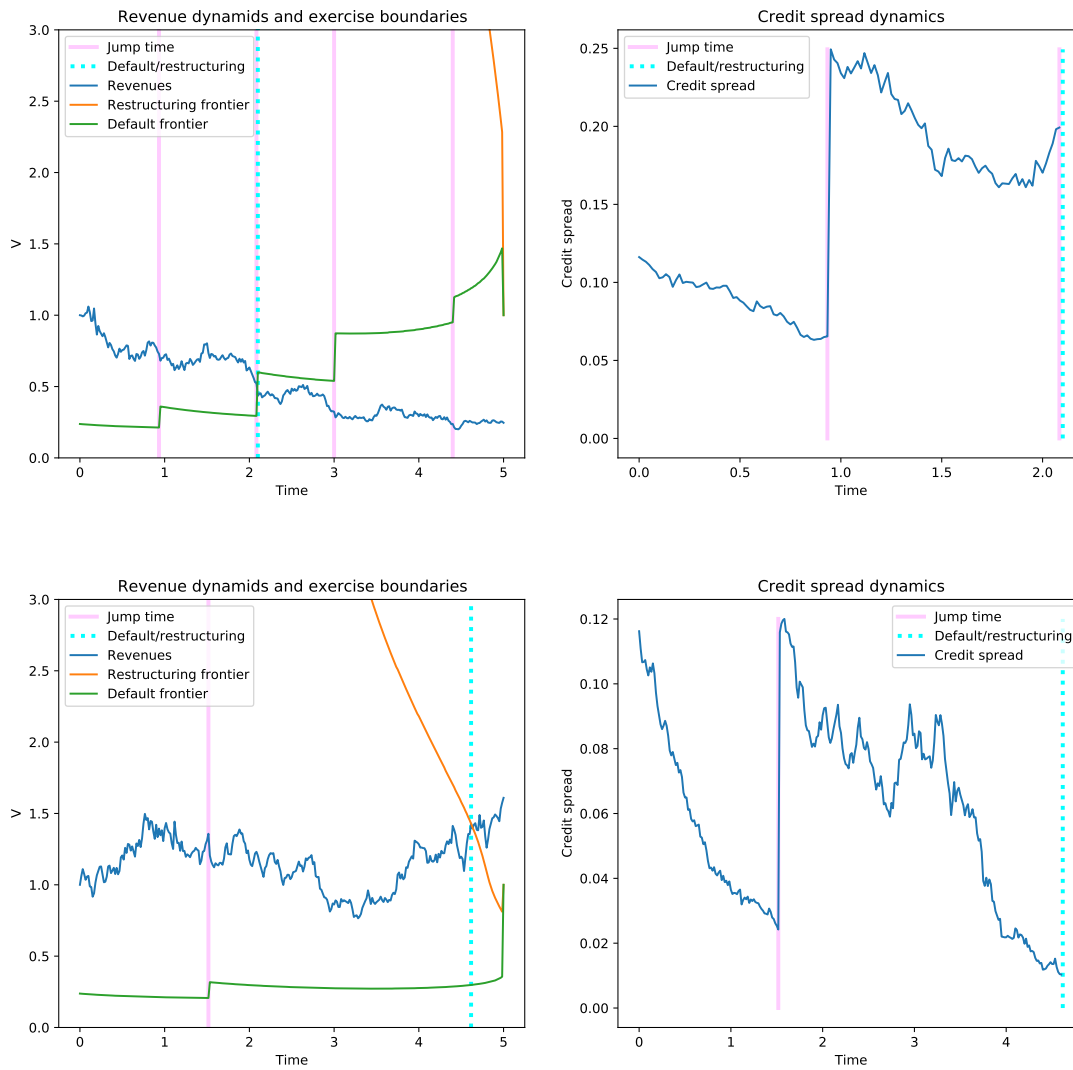 Revenue dynamids and exercise boundaries
3.0
2.5
2.0
1.5
1.0
0.5
0.0
V
Jump time
Default/restructuring
Revenues
Restructuring frontier
Default frontier
0
1
2
3
4
5
Time
Credit spread dynamics
0.25
0.20
0.15
0.10
0.05
0.00
Credit spread
Jump time
Default/restructuring
Credit spread
0.0
0.5
1.0
1.5
2.0
Time
Revenue dynamids and exercise boundaries
3.0
2.5
2.0
1.5
1.0
0.5
0.0
V
Jump time
Default/restructuring
Revenues
Restructuring frontier
Default frontier
0
1
2
3
4
5
Time
Credit spread dynamics
0.12
0.10
0.08
0.06
0.04
0.02
0.00
Credit spread
Jump time
Default/restructuring
Credit spread
0
1
2
3
4
Time